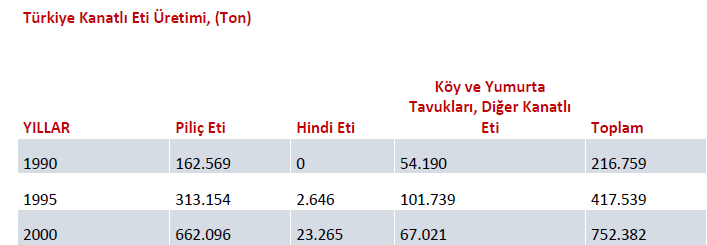 Türkiye Kanatlı Eti Üretimi, (Ton)
Köy ve Yumurta
Tavukları, Diğer Kanatlı
YILLAR Piliç Eti Hindi Eti Eti Toplam
1990 162.569 0 54.190 216.759
1995 313.154 2.646 101.739 417.539
2000 662.096 23.265 67.021 752.382